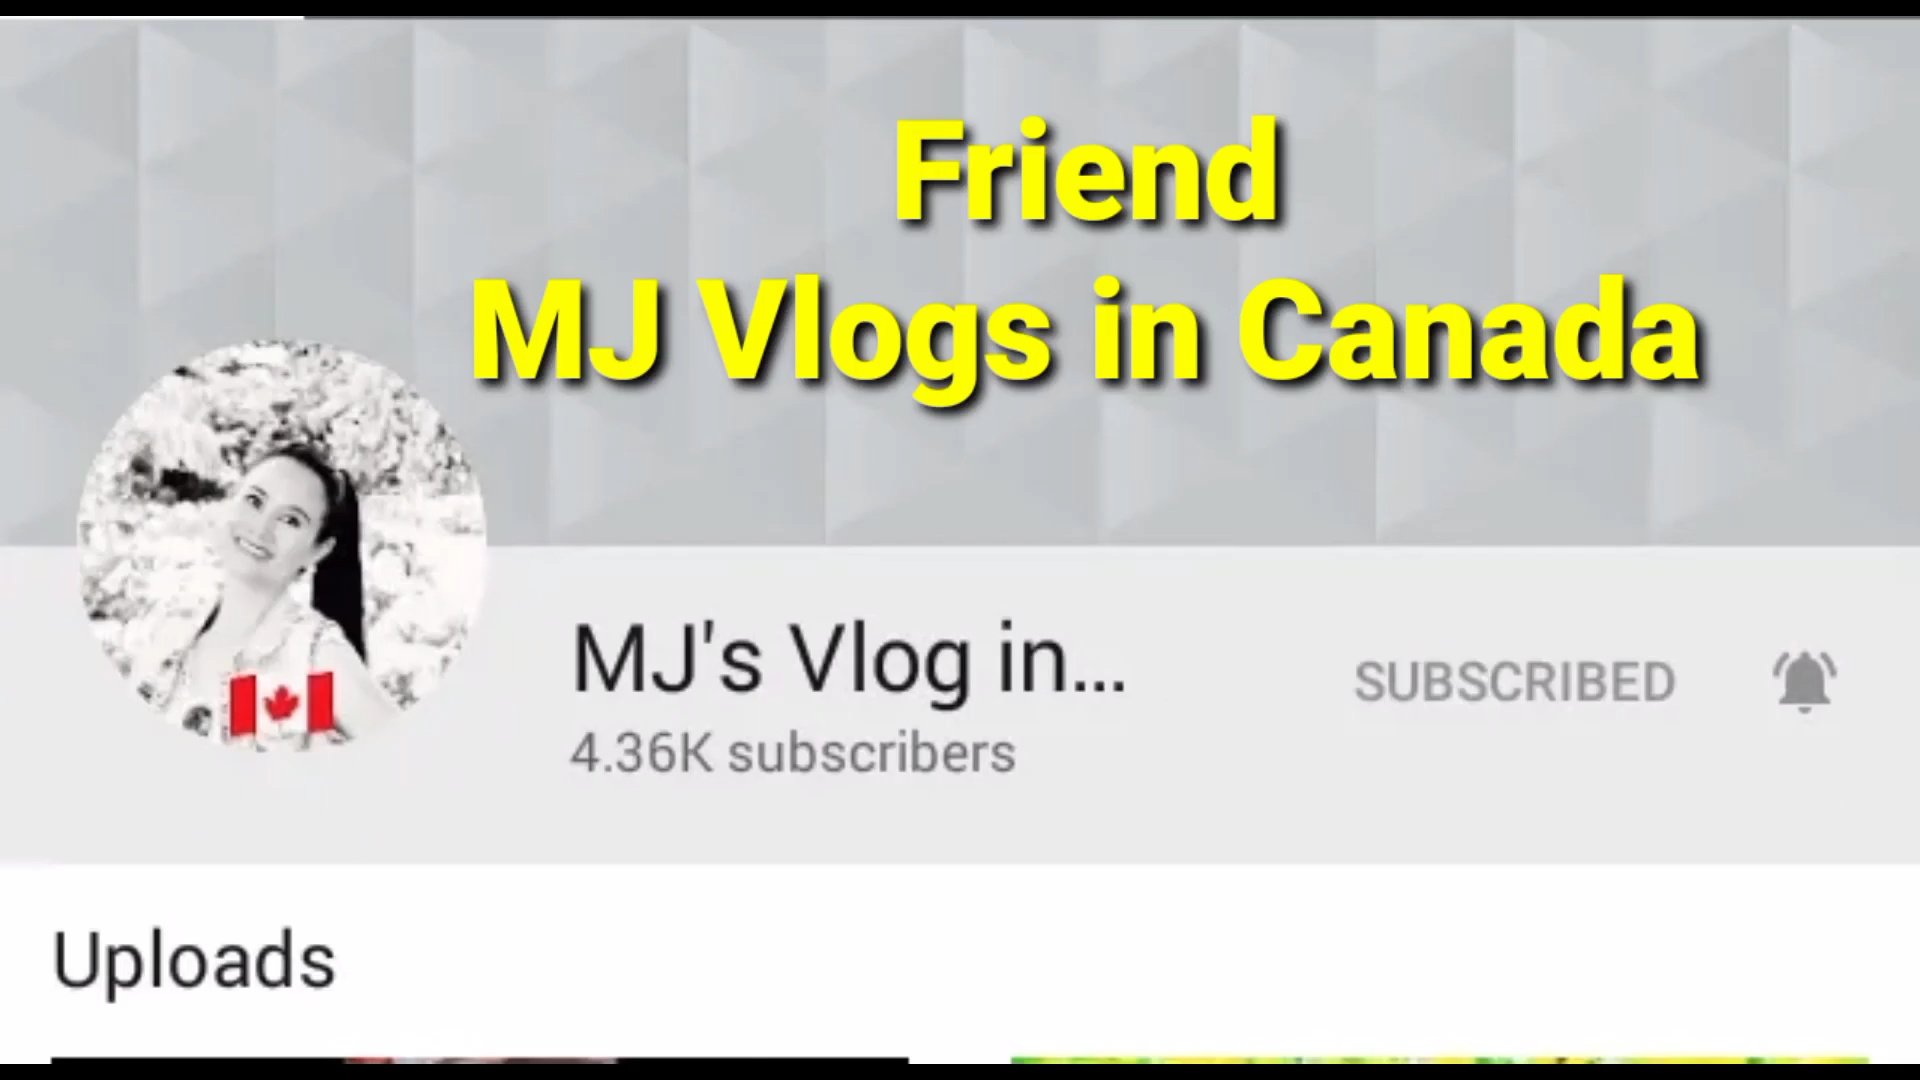 Friend
MJ Vlogs in Canada
MJ's Vlog in...
SUBSCRIBED
4.36K subscribers
Uploads